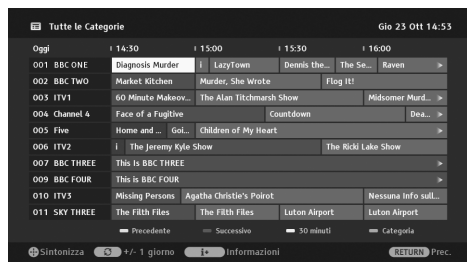 Tutte le Categorie Gio 23 Ott 14:53
Oggi 14:30 15:00 15:30 16:00
001 BBC ONE Diagnosis Murder i LazyTown Dennis the... The Se... Raven
002 BBC TWO Market Kitchen Murder, She Wrote Flog It!
003 ITV1 60 Minute Makeov... The Alan Titchmarsh Show Midsomer Murd...
004 Channel 4 Face of a Fugitive Countdown Dea...
005 Five Home and ... Goi... Children of My Heart
006 ITV2 i The Jeremy Kyle Show The Ricki Lake Show
007 BBC THREE This Is BBC THREE
009 BBC FOUR This is BBC FOUR
010 ITV3 Missing Persons Agatha Christie's Poirot Nessuna Info sull...
011 SKY THREE The Filth Files The Filth Files Luton Airport Luton Airport
Precedente Successivo 30 minuti Categoria
Sintonizza +/- 1 giorno i+ Informazioni RETURN Prec.